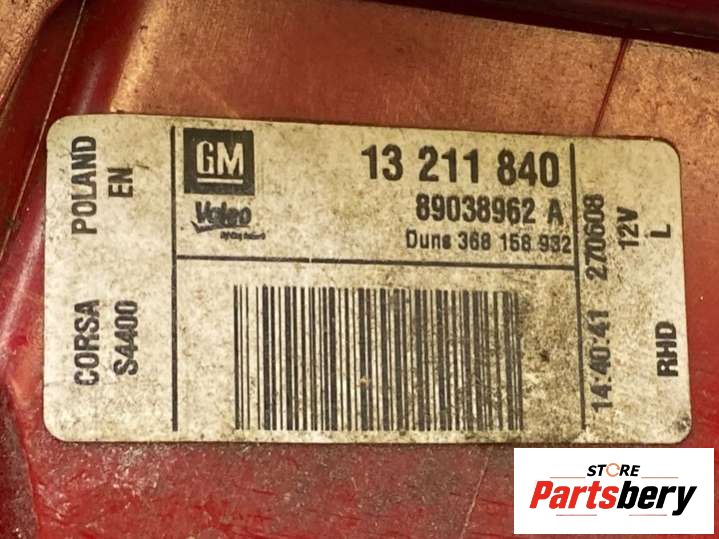 POLAND
EN
CORSA
S4400
GM
13 211 840
Valeo
89038962 A
Duns 368 158 932
14:40:41 270608
12V
L
RHD
STORE
Partsbery